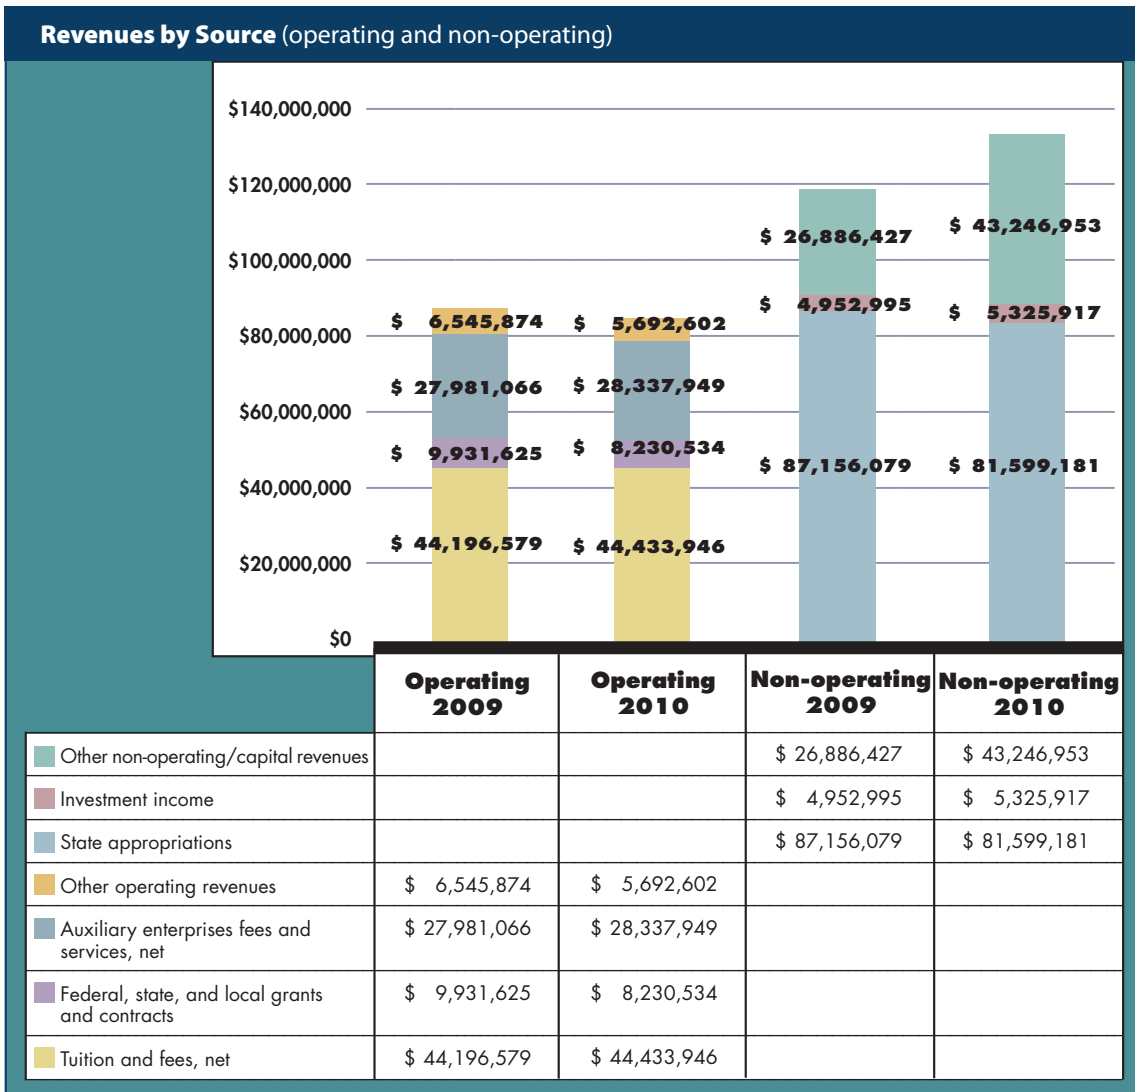 Revenues by Source (operating and non-operating)
$140,000,000
$120,000,000
$100,000,000
$80,000,000
$60,000,000
$40,000,000
$20,000,000
$0
$ 6,545,874
$ 27,981,066
$ 9,931,625
$ 44,196,579
$ 5,692,602
$ 28,337,949
$ 8,230,534
$ 44,433,946
$ 26,886,427
$ 4,952,995
$ 87,156,079
$ 43,246,953
$ 5,325,917
$ 81,599,181
Operating 2009
Operating 2010
Non-operating 2009
Non-operating 2010
Other non-operating/capital revenues $ 26,886,427 $ 43,246,953
Investment income $ 4,952,995 $ 5,325,917
State appropriations $ 87,156,079 $ 81,599,181
Other operating revenues $ 6,545,874 $ 5,692,602
Auxiliary enterprises fees and $ 27,981,066 $ 28,337,949
services, net
Federal, state, and local grants $ 9,931,625 $ 8,230,534
and contracts
Tuition and fees, net $ 44,196,579 $ 44,433,946